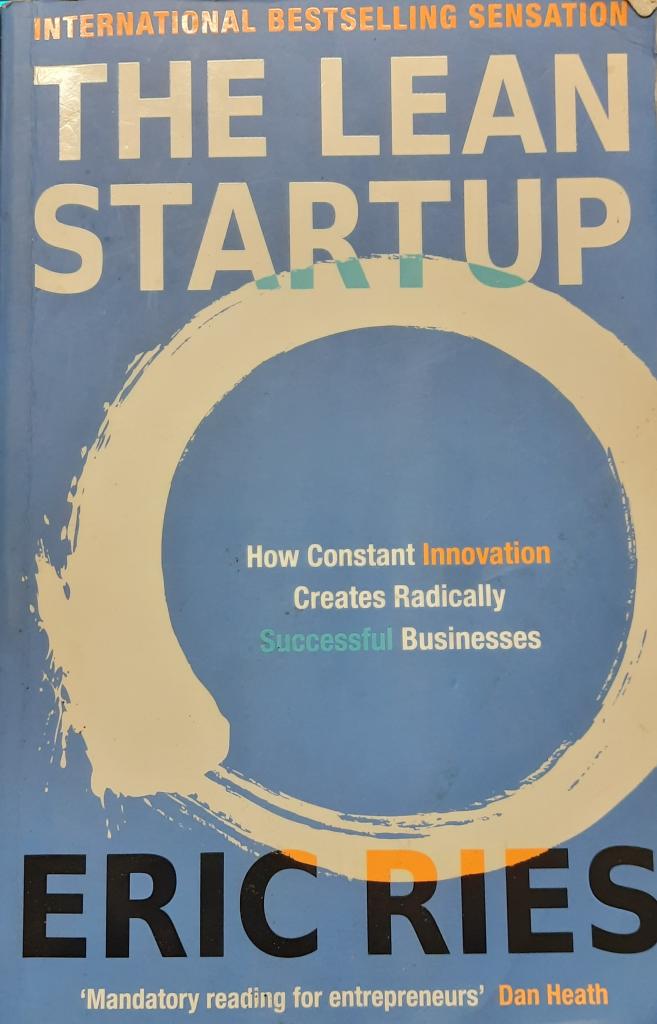 INTERNATIONAL BESTSELLING SENSATION
THE LEAN
STARTUP
How Constant Innovation
Creates Radically
Successful Businesses
ERIC RIES
‘Mandatory reading for entrepreneurs’ Dan Heath